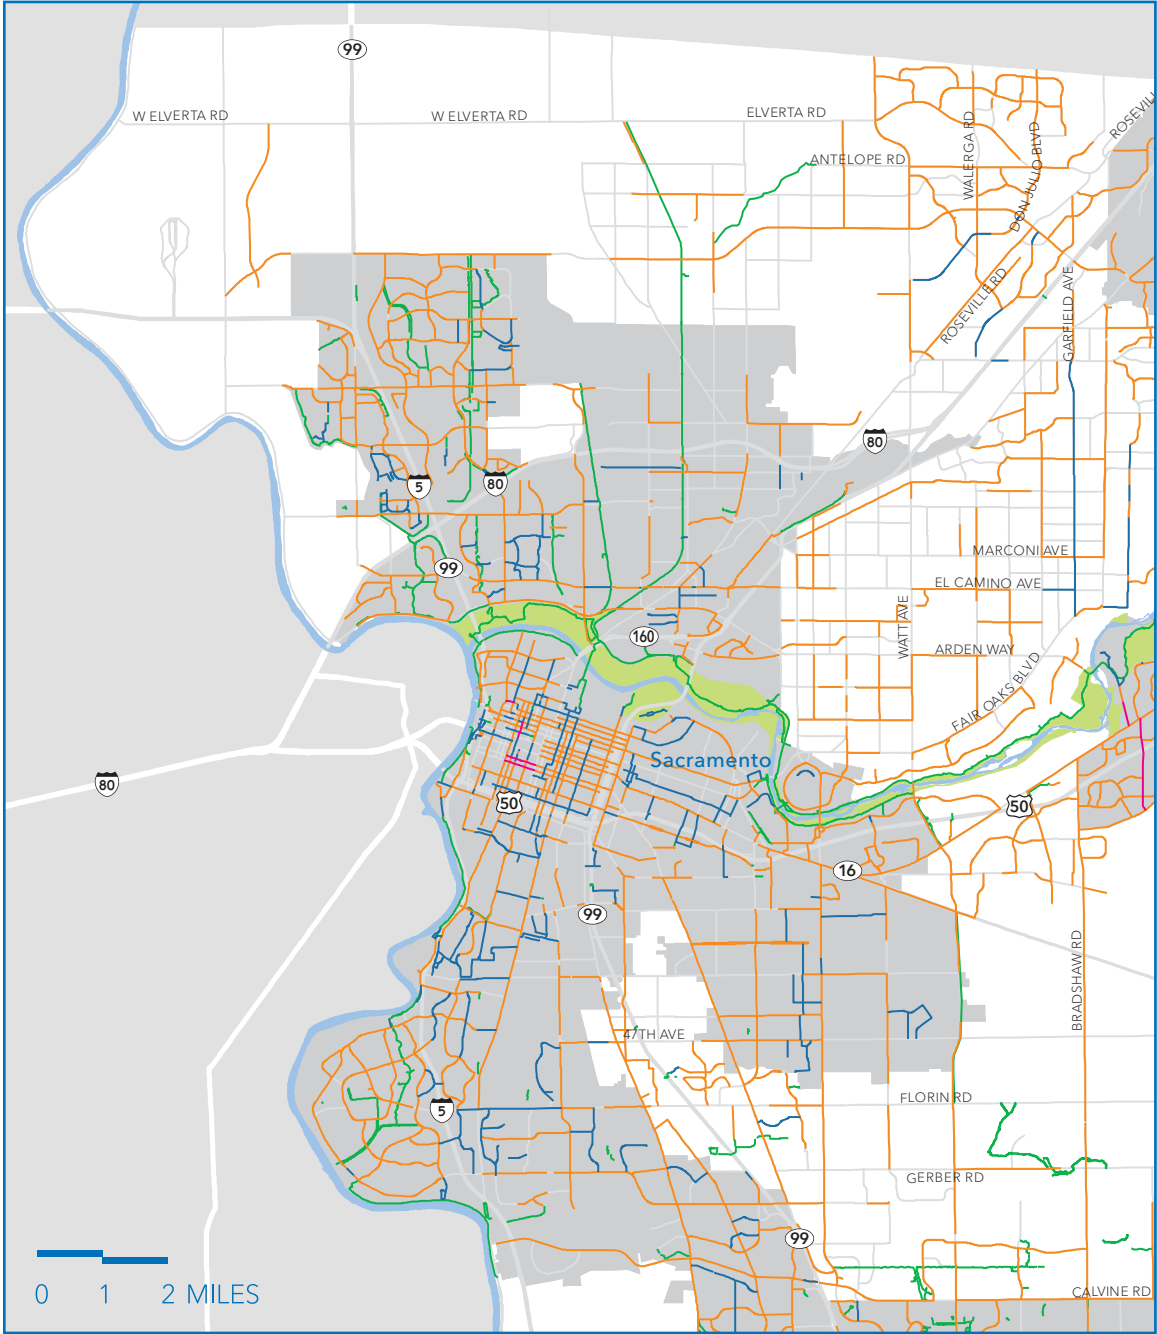 99
W ELVERTA RD
W ELVERTA RD
ELVERTA RD
ANTELOPE RD
WALERGA RD
DON JULIO BLVD
ROSEVILLE RD
GARFIELD AVE
80
5
80
99
MARCONI AVE
EL CAMINO AVE
WATT AVE
ARDEN WAY
FAIR OAKS BLVD
160
Sacramento
80
50
50
16
99
BRADSHAW RD
47TH AVE
5
FLORIN RD
GERBER RD
99
CALVINE RD
0 1 2 MILES